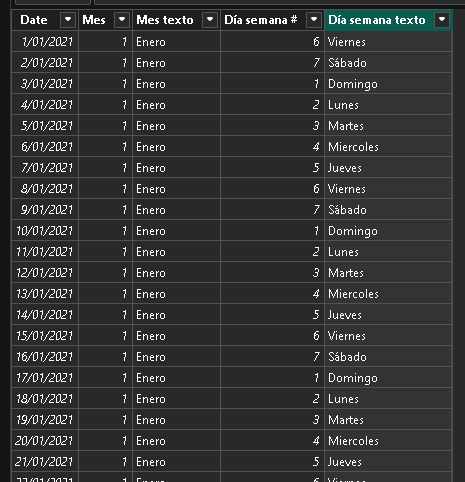 Date Mes Mes texto Día semana # Día semana texto
1/01/2021 1 Enero 6 Viernes
2/01/2021 1 Enero 7 Sábado
3/01/2021 1 Enero 1 Domingo
4/01/2021 1 Enero 2 Lunes
5/01/2021 1 Enero 3 Martes
6/01/2021 1 Enero 4 Miercoles
7/01/2021 1 Enero 5 Jueves
8/01/2021 1 Enero 6 Viernes
9/01/2021 1 Enero 7 Sábado
10/01/2021 1 Enero 1 Domingo
11/01/2021 1 Enero 2 Lunes
12/01/2021 1 Enero 3 Martes
13/01/2021 1 Enero 4 Miercoles
14/01/2021 1 Enero 5 Jueves
15/01/2021 1 Enero 6 Viernes
16/01/2021 1 Enero 7 Sábado
17/01/2021 1 Enero 1 Domingo
18/01/2021 1 Enero 2 Lunes
19/01/2021 1 Enero 3 Martes
20/01/2021 1 Enero 4 Miercoles
21/01/2021 1 Enero 5 Jueves
22/01/2021 1 Enero 6 Viernes